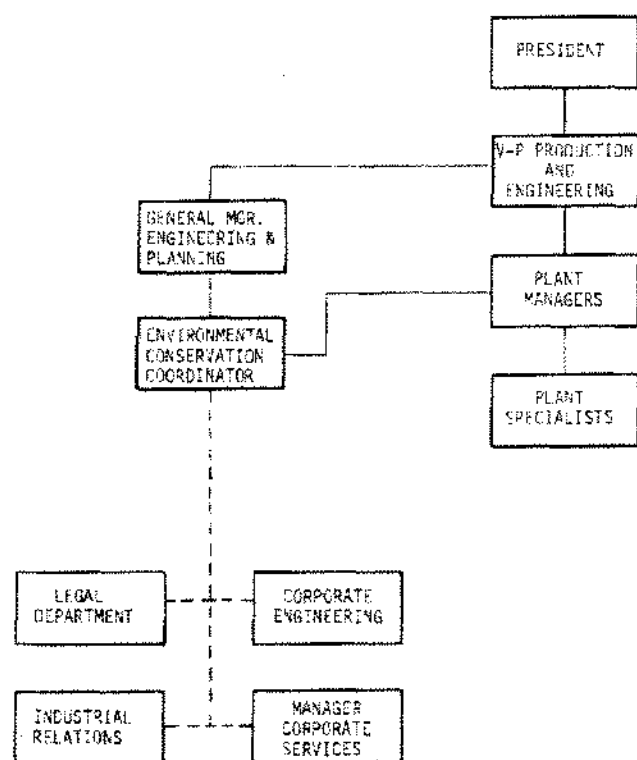 PRESIDENT
V-P PRODUCTION
AND
ENGINEERING
GENERAL MGR.
ENGINEERING &
PLANNING
PLANT
MANAGERS
ENVIRONMENTAL
CONSERVATION
COORDINATOR
PLANT
SPECIALISTS
LEGAL
DEPARTMENT
CORPORATE
ENGINEERING
INDUSTRIAL
RELATIONS
MANAGER
CORPORATE
SERVICES